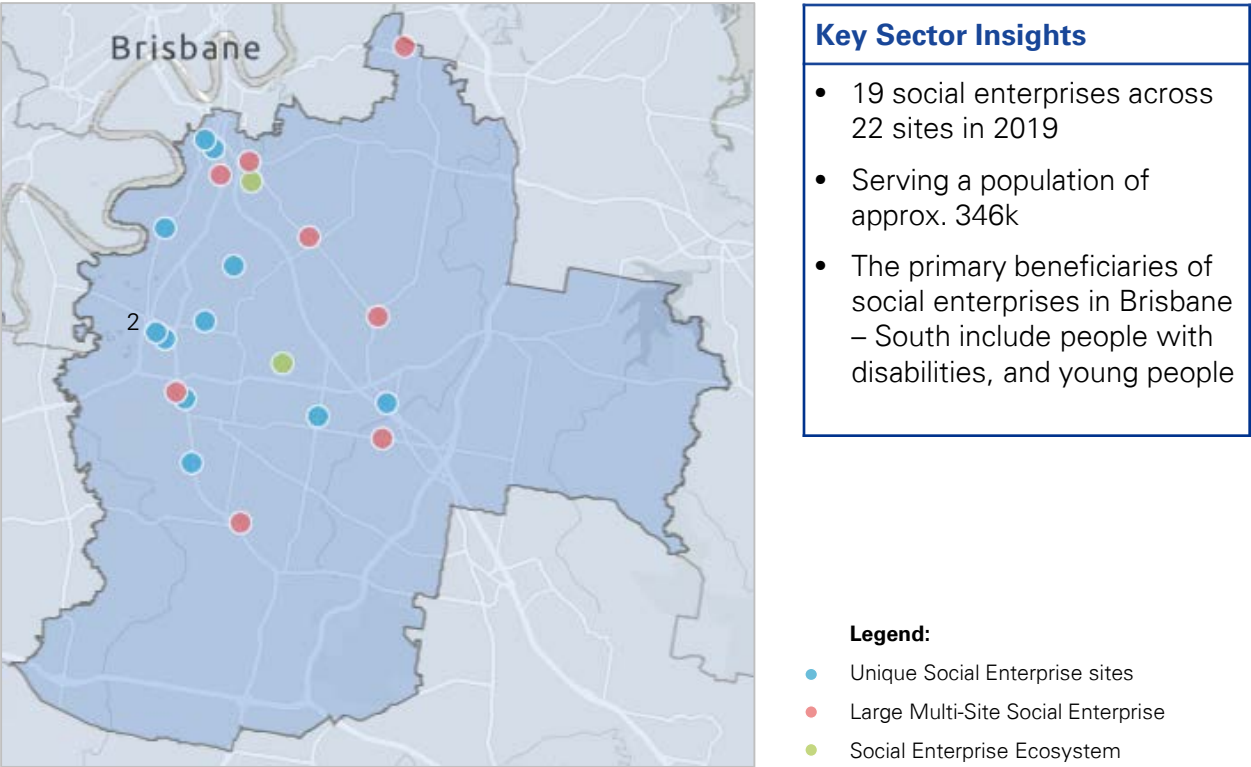 Brisbane
2
Key Sector Insights
• 19 social enterprises across
22 sites in 2019
• Serving a population of
approx. 346k
• The primary beneficiaries of
social enterprises in Brisbane
– South include people with
disabilities, and young people
Legend:
Unique Social Enterprise sites
Large Multi-Site Social Enterprise
Social Enterprise Ecosystem